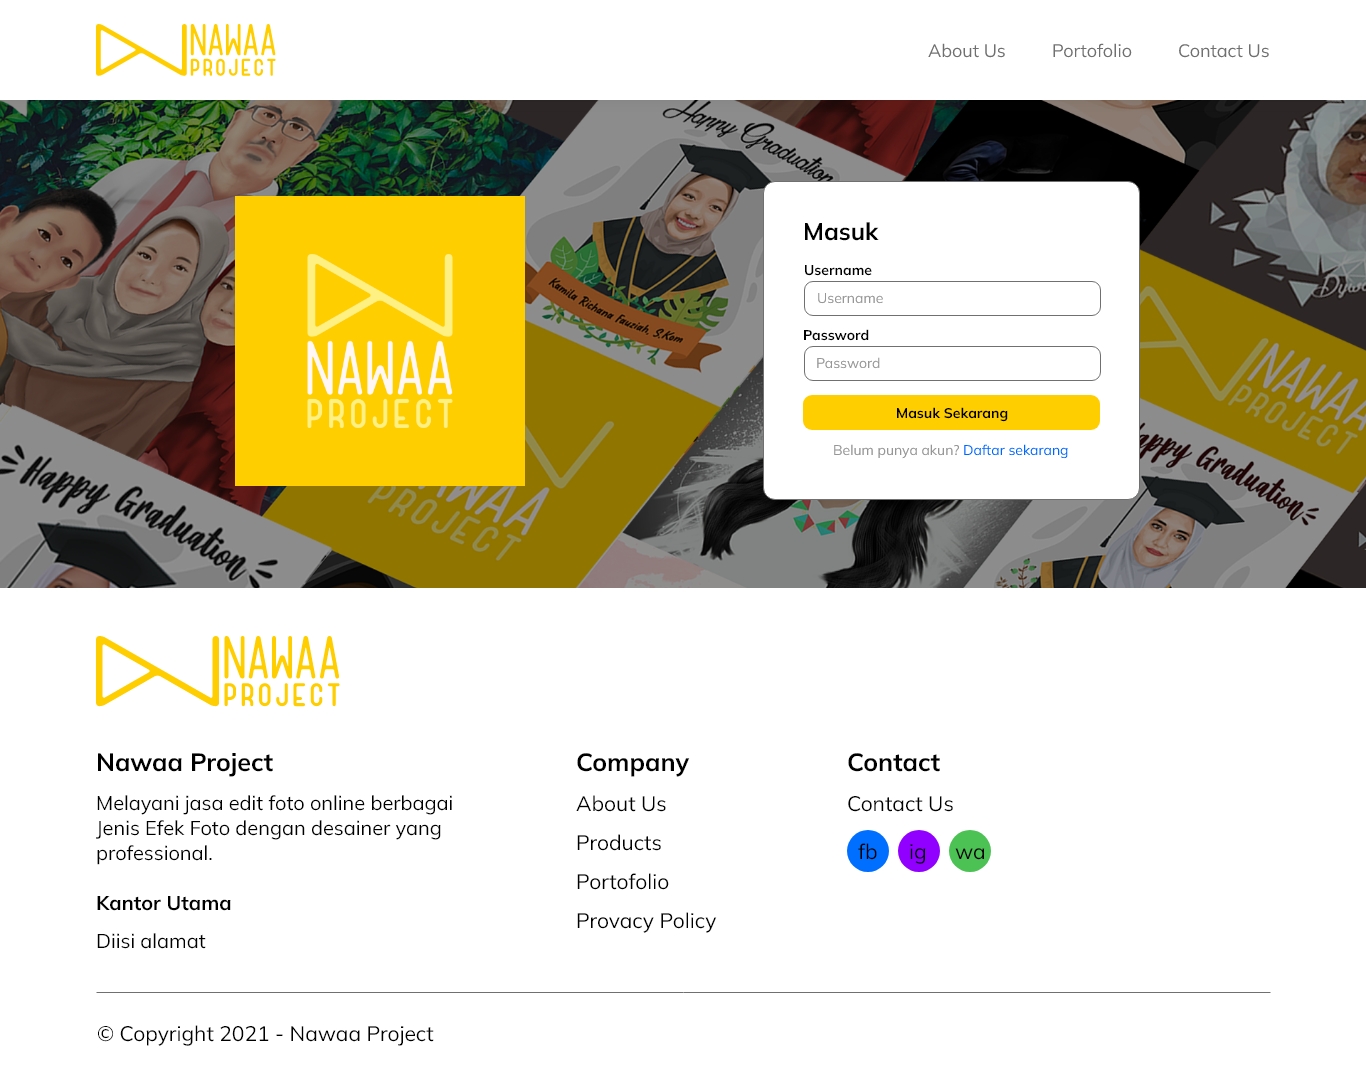 NAWAA
PROJECT
About Us
Portofolio
Contact Us
Happy Graduation
Kamila Richana Fauziah, S.Kom
NAWAA
PROJECT
Masuk
Username
Username
Password
Password
Masuk Sekarang
Belum punya akun? Daftar sekarang
NAWAA
PROJECT
Happy Graduation
NAWAA
PROJECT
Happy Graduation
NAWAA
PROJECT
Nawaa Project
Melayani jasa edit foto online berbagai
Jenis Efek Foto dengan desainer yang
professional.
Kantor Utama
Diisi alamat
Company
About Us
Products
Portofolio
Provacy Policy
Contact
Contact Us
fb
ig
wa
© Copyright 2021 - Nawaa Project